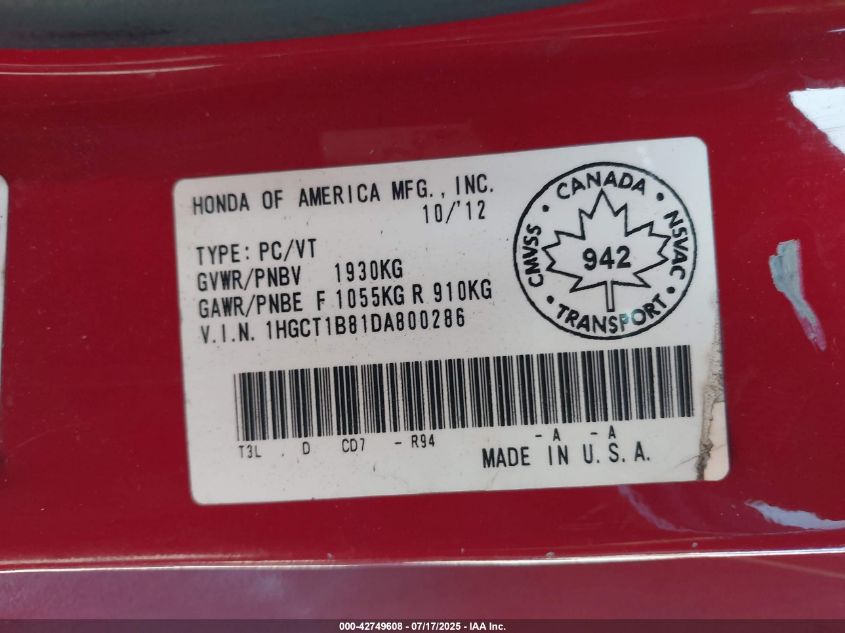 HONDA OF AMERICA MFG., INC.
10/'12
TYPE: PC/VT
GVWR/PNBV 1930KG
GAWR/PNBE F 1055KG R 910KG
V.I.N. 1HGCT1B81DA800286
CANADA • NSVAC • TRANSPORT • CMVSS •
942
T3L . D CD7 - R94 - A - A
MADE IN U.S.A.
000-42749608 - 07/17/2025 - IAA Inc.